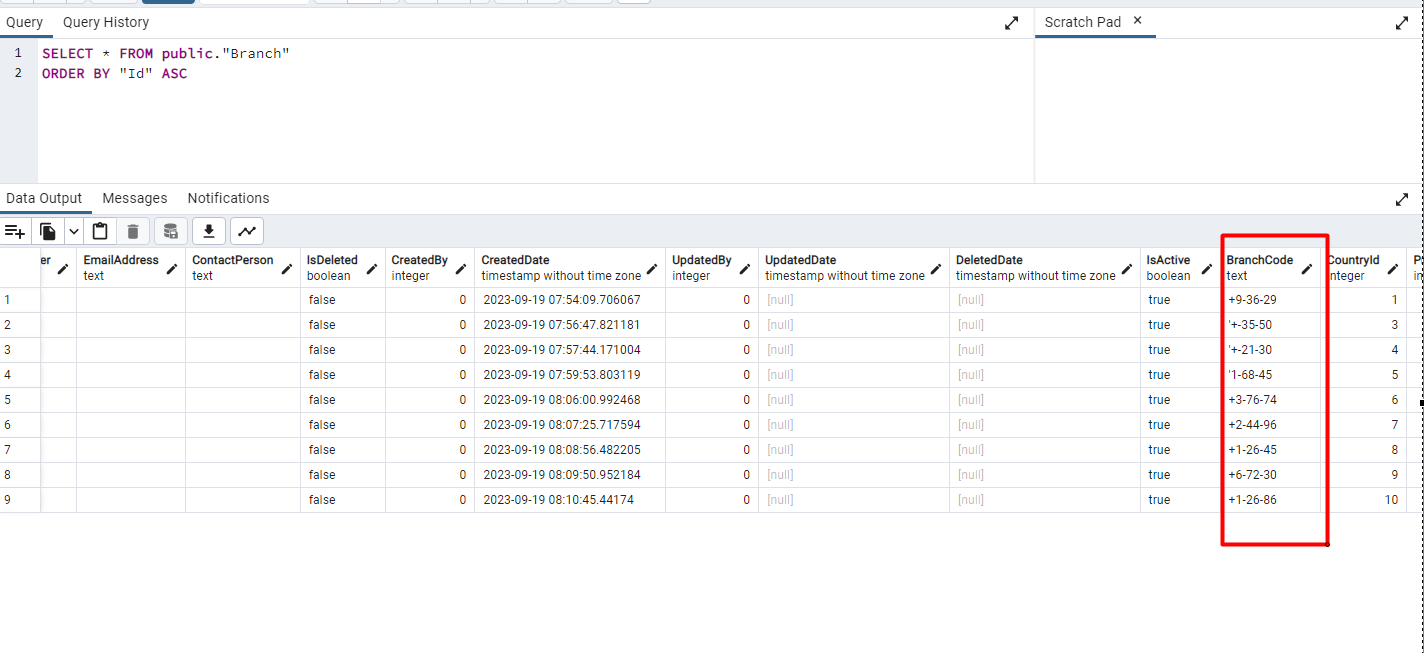 Query Query History
Scratch Pad ×
1 SELECT * FROM public."Branch"
2 ORDER BY "Id" ASC
Data Output Messages Notifications
er EmailAddress ContactPerson IsDeleted CreatedBy CreatedDate UpdatedBy UpdatedDate DeletedDate IsActive BranchCode CountryId
text text boolean integer timestamp without time zone integer timestamp without time zone timestamp without time zone boolean text integer
1 false 0 2023-09-19 07:54:09.706067 0 [null] [null] true +9-36-29 1
2 false 0 2023-09-19 07:56:47.821181 0 [null] [null] true '+-35-50 3
3 false 0 2023-09-19 07:57:44.171004 0 [null] [null] true '+-21-30 4
4 false 0 2023-09-19 07:59:53.803119 0 [null] [null] true '1-68-45 5
5 false 0 2023-09-19 08:06:00.992468 0 [null] [null] true +3-76-74 6
6 false 0 2023-09-19 08:07:25.717594 0 [null] [null] true +2-44-96 7
7 false 0 2023-09-19 08:08:56.482205 0 [null] [null] true +1-26-45 8
8 false 0 2023-09-19 08:09:50.952184 0 [null] [null] true +6-72-30 9
9 false 0 2023-09-19 08:10:45.44174 0 [null] [null] true +1-26-86 10